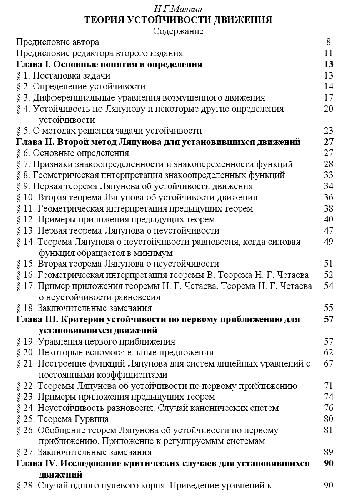 И.Г.Малкин
ТЕОРИЯ УСТОЙЧИВОСТИ ДВИЖЕНИЯ
Содержание
Предисловие автора 8
Предисловие редактора второго издания 11
Глава I. Основные понятия и определения 13
§ 1. Постановка задачи 13
§ 2. Определение устойчивости 14
§ 3. Дифференциальные уравнения возмущенного движения 17
§ 4. Устойчивость по Ляпунову и некоторые другие определения 20
устойчивости
§ 5. О методах решения задачи устойчивости 23
Глава II. Второй метод Ляпунова для установившихся движений 27
§ 6. Основные определения 27
§ 7. Признаки знакоопределенности и знакопеременности функций 28
§ 8. Геометрическая интерпретация знакоопределенных функций 33
§ 9. Первая теорема Ляпунова об устойчивости движения 34
§ 10. Вторая теорема Ляпунова об устойчивости движения 36
§ 11. Геометрическая интерпретация предыдущих теорем 38
§ 12. Примеры приложения предыдущих теорем 40
§ 13. Первая теорема Ляпунова о неустойчивости 47
§ 14. Теорема Ляпунова о неустойчивости равновесия, когда силовая 49
функция обращается в минимум
§ 15. Вторая теорема Ляпунова о неустойчивости 51
§ 16. Геометрическая интерпретация теоремы В. Теорема Н. Г. Четаева 52
§ 17. Пример приложения теоремы Н. Г. Четаева. Теорема Н. Г. Четаева 54
о неустойчивости равновесия
§ 18. Заключительные замечания 55
Глава III. Критерии устойчивости по первому приближению для 57
установившихся движений
§ 19. Уравнения первого приближения 57
§ 20. Некоторые вспомогательные предложения 62
§ 21. Построение функций Ляпунова для систем линейных уравнений с 67
постоянными коэффициентами
§ 22. Теоремы Ляпунова об устойчивости по первому приближению 71
§ 23. Примеры приложения предыдущих теорем 74
§ 24. Неустойчивость равновесия. Случай канонических систем 76
§ 25. Теорема Гурвица 80
§ 26. Обобщение теорем Ляпунова об устойчивости по первому 81
приближению. Приложение к регулируемым системам
§ 27. Заключительные замечания 89
Глава IV. Исследование критических случаев для установившихся 90
движений
§ 28. Случай одного нулевого корня. Приведение уравнений к 90